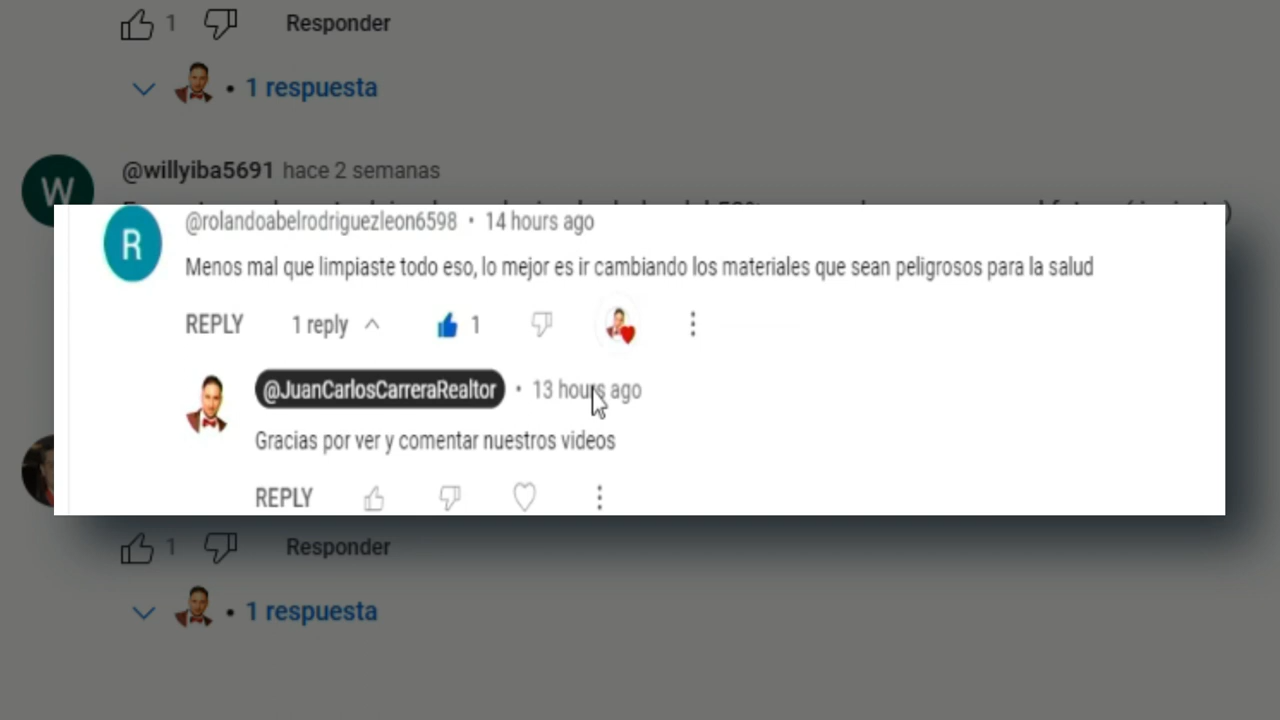 1 Responder
• 1 respuesta
W @willyiba5691 hace 2 semanas
R @rolandoabelrodriguezleon6598 • 14 hours ago
Menos mal que limpiaste todo eso, lo mejor es ir cambiando los materiales que sean peligrosos para la salud
REPLY 1 reply 1
@JuanCarlosCarreraRealtor • 13 hours ago
Gracias por ver y comentar nuestros videos
REPLY
1 Responder
• 1 respuesta